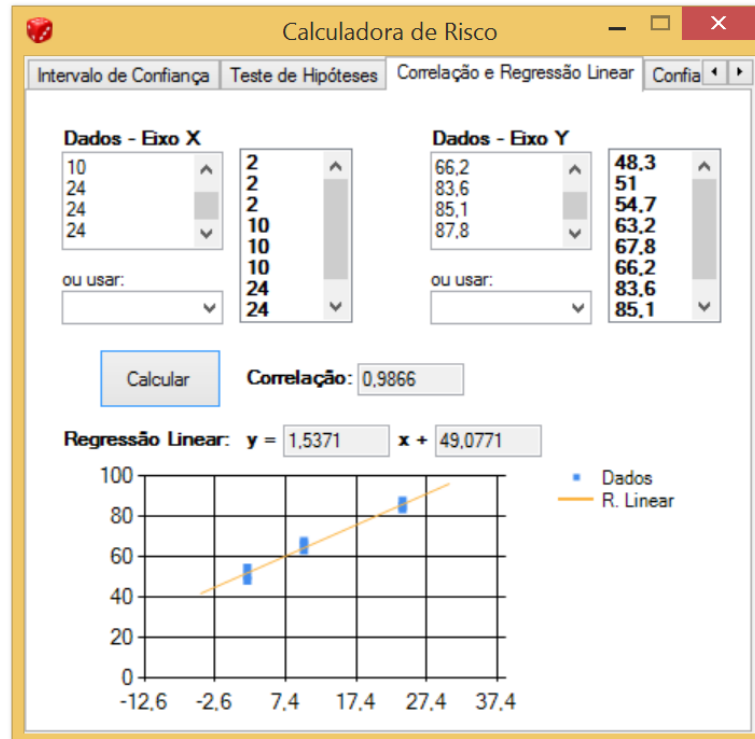 Calculadora de Risco
Intervalo de Confiança Teste de Hipóteses Correlação e Regressão Linear Confia
Dados - Eixo X
10
24
24
24
2
2
2
10
10
10
24
24
ou usar:
Dados - Eixo Y
66,2
83,6
85,1
87,8
48,3
51
54,7
63,2
67,8
66,2
83,6
85,1
ou usar:
Calcular Correlação: 0,9866
Regressão Linear: y = 1,5371 x + 49,0771
100
80
60
40
20
0
-12,6 -2,6 7,4 17,4 27,4 37,4
Dados
R. Linear